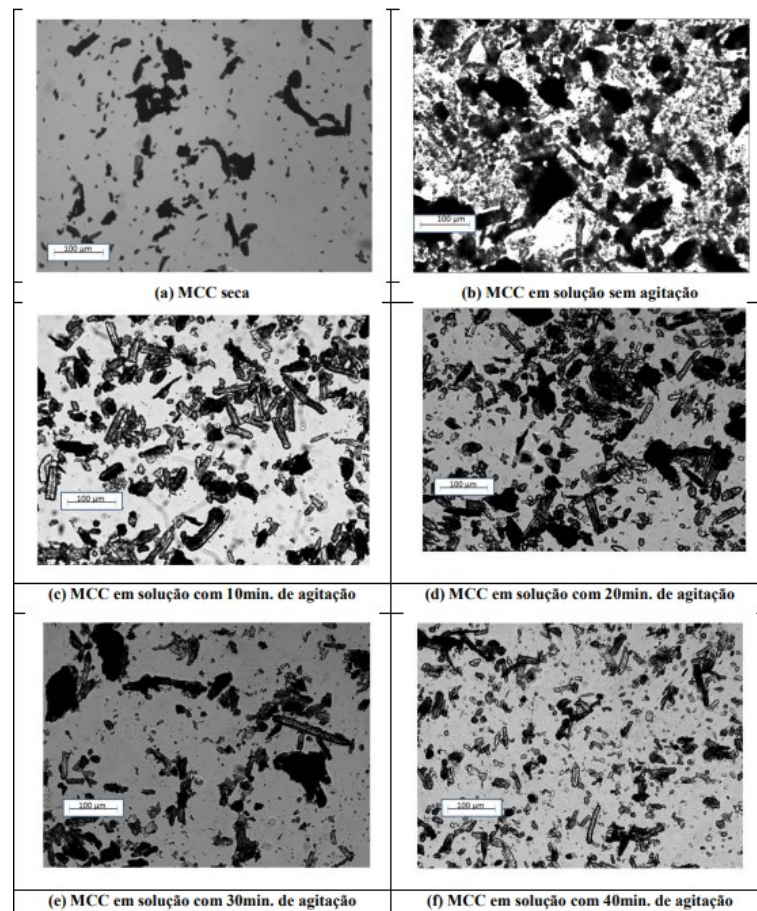 100 µm
100 µm
(a) MCC seca
(b) MCC em solução sem agitação
100 µm
100 µm
(c) MCC em solução com 10min. de agitação
(d) MCC em solução com 20min. de agitação
100 µm
100 µm
(e) MCC em solução com 30min. de agitação
(f) MCC em solução com 40min. de agitação